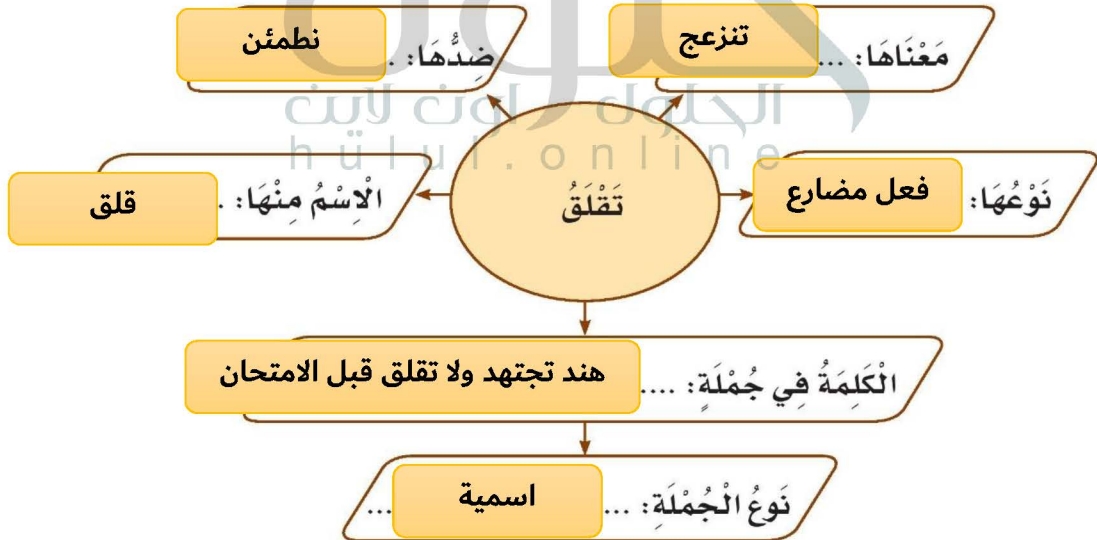 مَعْنَاهَا: ... تنزعج
ضِدُّهَا: . نطمئن
الحلول اون لاين
hulul.online
نَوْعُهَا: فعل مضارع
تَقْلَقُ
الْاِسْمُ مِنْهَا: . قلق
الْكَلِمَةُ فِي جُمْلَةٍ: .... هند تجتهد ولا تقلق قبل الامتحان
نَوعُ الْجُمْلَةِ: ... اسمية ...